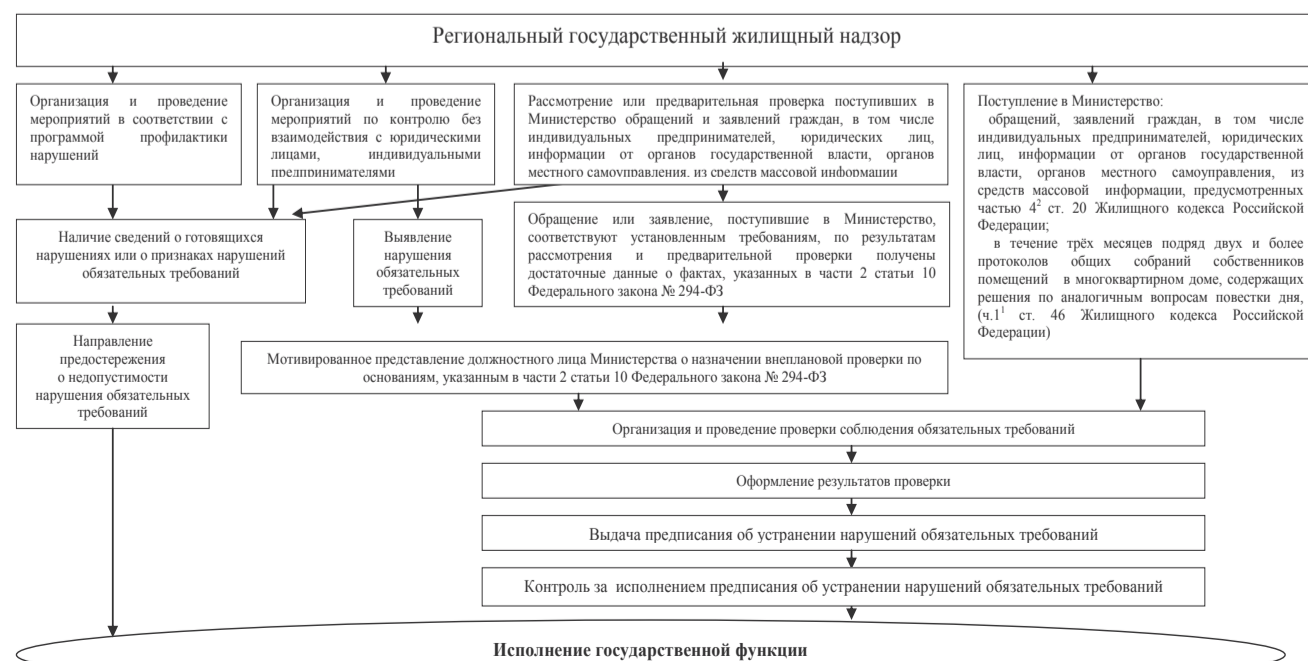 Региональный государственный жилищный надзор
Организация и проведение
мероприятий в соответствии с
программой профилактики
нарушений
Организация и проведение
мероприятий по контролю без
взаимодействия с юридическими
лицами, индивидуальными
предпринимателями
Рассмотрение или предварительная проверка поступивших в
Министерство обращений и заявлений граждан, в том числе
индивидуальных предпринимателей, юридических лиц,
информации от органов государственной власти, органов
местного самоуправления, из средств массовой информации
Поступление в Министерство:
обращений, заявлений граждан, в том числе
индивидуальных предпринимателей, юридических
лиц, информации от органов государственной
власти, органов местного самоуправления, из
средств массовой информации, предусмотренных
частью 4² ст. 20 Жилищного кодекса Российской
Федерации;
в течение трёх месяцев подряд двух и более
протоколов общих собраний собственников
помещений в многоквартирном доме, содержащих
решения по аналогичным вопросам повестки дня,
(ч.1¹ ст. 46 Жилищного кодекса Российской
Федерации)
Наличие сведений о готовящихся
нарушениях или о признаках нарушений
обязательных требований
Выявление
нарушения
обязательных
требований
Обращение или заявление, поступившие в Министерство,
соответствуют установленным требованиям, по результатам
рассмотрения и предварительной проверки получены
достаточные данные о фактах, указанных в части 2 статьи 10
Федерального закона № 294-ФЗ
Направление
предостережения
о недопустимости
нарушения обязательных
требований
Мотивированное представление должностного лица Министерства о назначении внеплановой проверки по
основаниям, указанным в части 2 статьи 10 Федерального закона № 294-ФЗ
Организация и проведение проверки соблюдения обязательных требований
Оформление результатов проверки
Выдача предписания об устранении нарушений обязательных требований
Контроль за исполнением предписания об устранении нарушений обязательных требований
Исполнение государственной функции